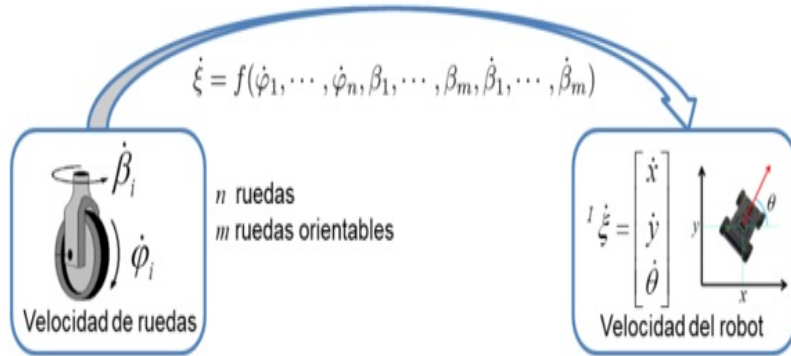 ξ̇ = f(φ̇₁, ⋯ , φ̇ₙ, β₁, ⋯ , βₘ, β̇₁, ⋯ , β̇ₘ)
β̇ᵢ
φ̇ᵢ
Velocidad de ruedas
n ruedas
m ruedas orientables
ᴵξ̇ = [ẋ
ẏ
θ̇]
y
θ
x
Velocidad del robot